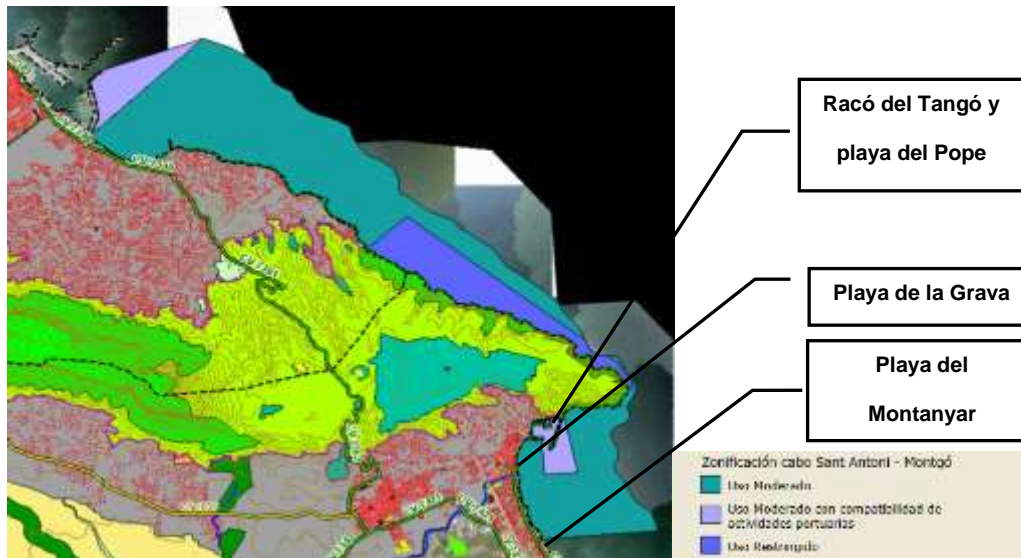 Racó del Tangó y
playa del Pope
Playa de la Grava
Playa del
Montanyar
Zonificación cabo Sant Antoni - Montgó
Uso Moderado
Uso Moderado con compatibilidad de
actividades portuarias
Uso Restringido